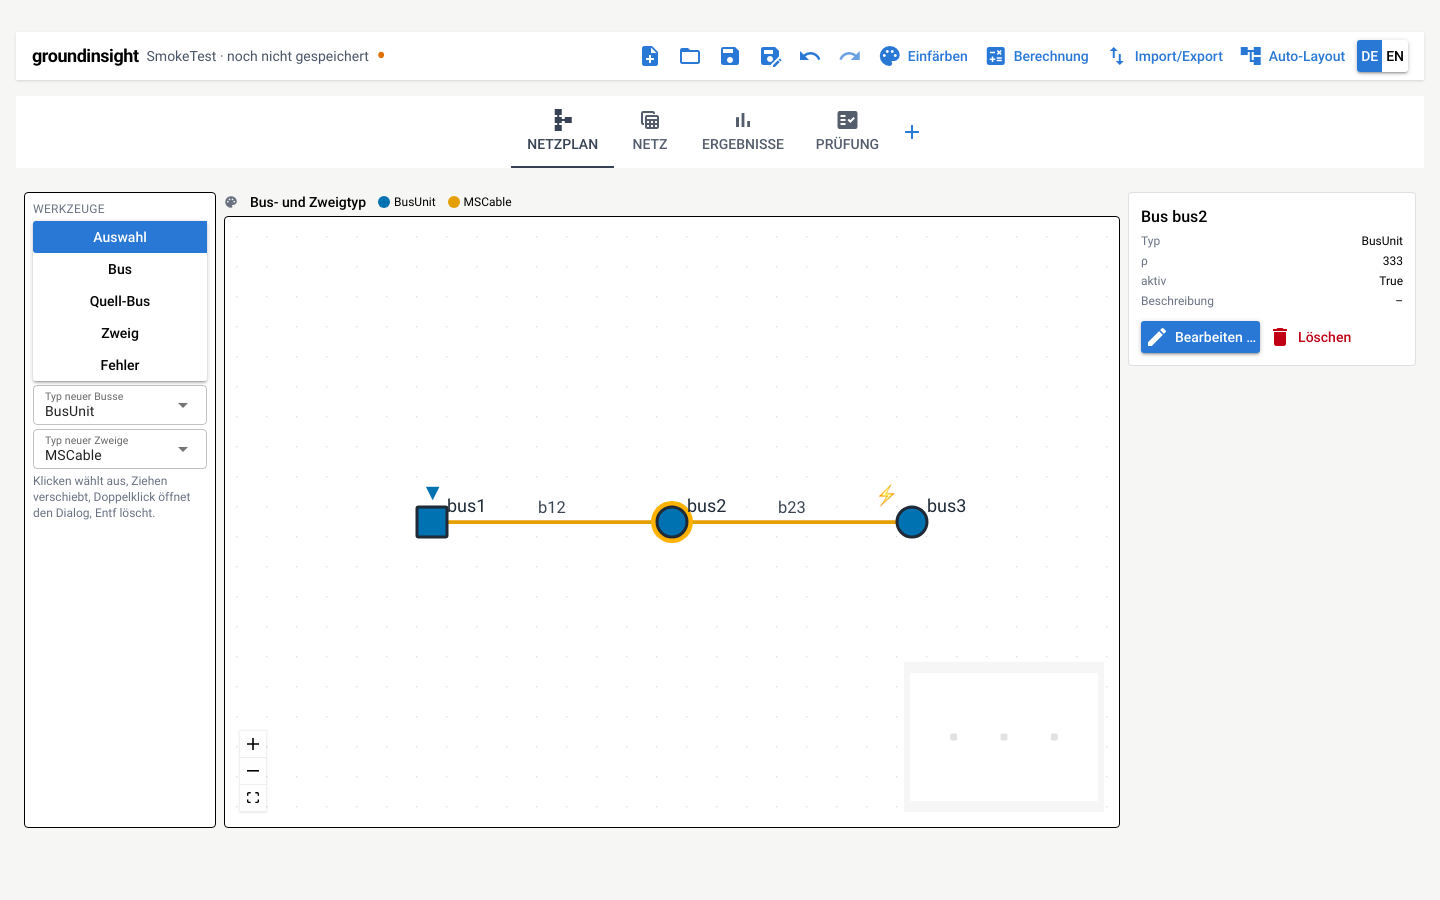 groundinsight SmokeTest · noch nicht gespeichert
Einfärben
Berechnung
Import/Export
Auto-Layout
DE EN
NETZPLAN
NETZ
ERGEBNISSE
PRÜFUNG
WERKZEUGE
Auswahl
Bus
Quell-Bus
Zweig
Fehler
Typ neuer Busse
BusUnit
Typ neuer Zweige
MSCable
Klicken wählt aus, Ziehen
verschiebt, Doppelklick öffnet
den Dialog, Entf löscht.
Bus- und Zweigtyp BusUnit MSCable
bus1
b12
bus2
b23
bus3
Bus bus2
Typ BusUnit
ρ 333
aktiv True
Beschreibung –
Bearbeiten ...
Löschen